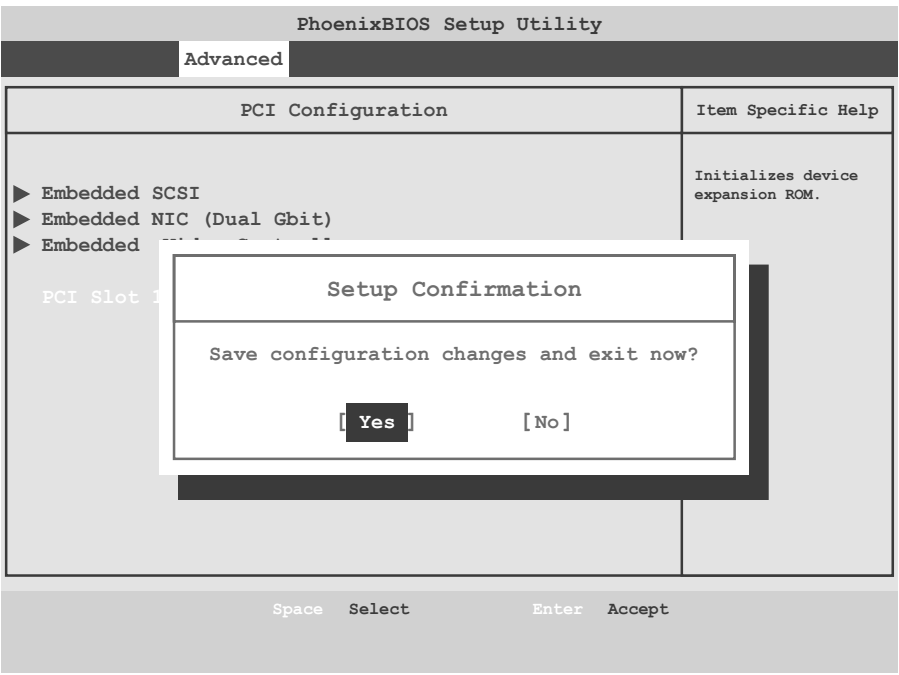 PhoenixBIOS Setup Utility
Advanced
PCI Configuration
Item Specific Help
Initializes device
expansion ROM.
▶ Embedded SCSI
▶ Embedded NIC (Dual Gbit)
▶ Embedded
PCI Slot
Setup Confirmation
Save configuration changes and exit now?
[ Yes ] [No]
Space Select Enter Accept